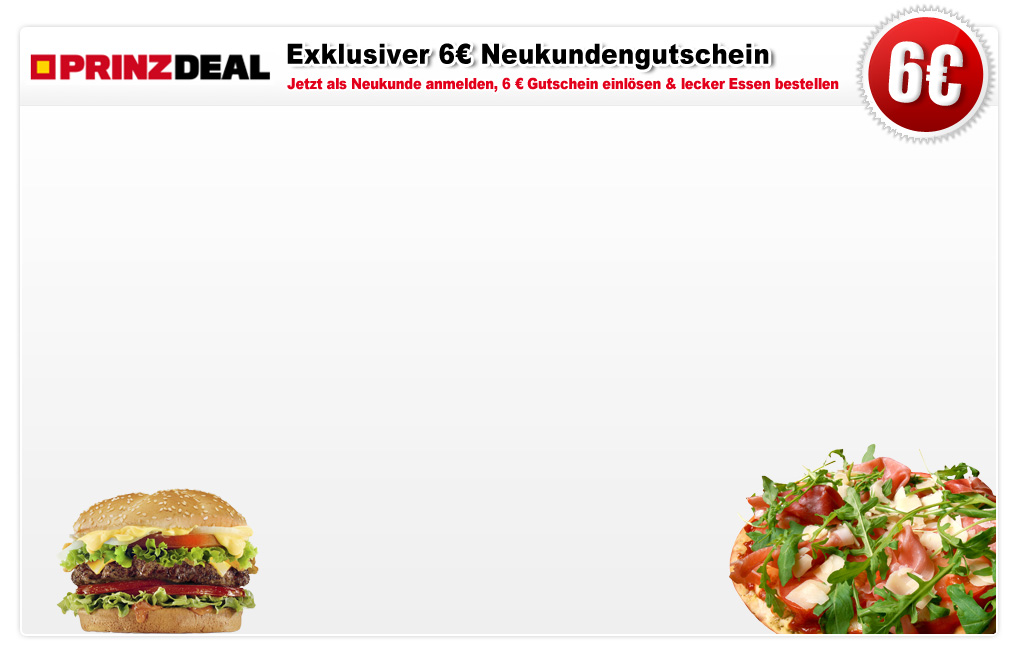 PRINZDEAL
Exklusiver 6€ Neukundengutschein
Jetzt als Neukunde anmelden, 6 € Gutschein einlösen & lecker Essen bestellen
6€